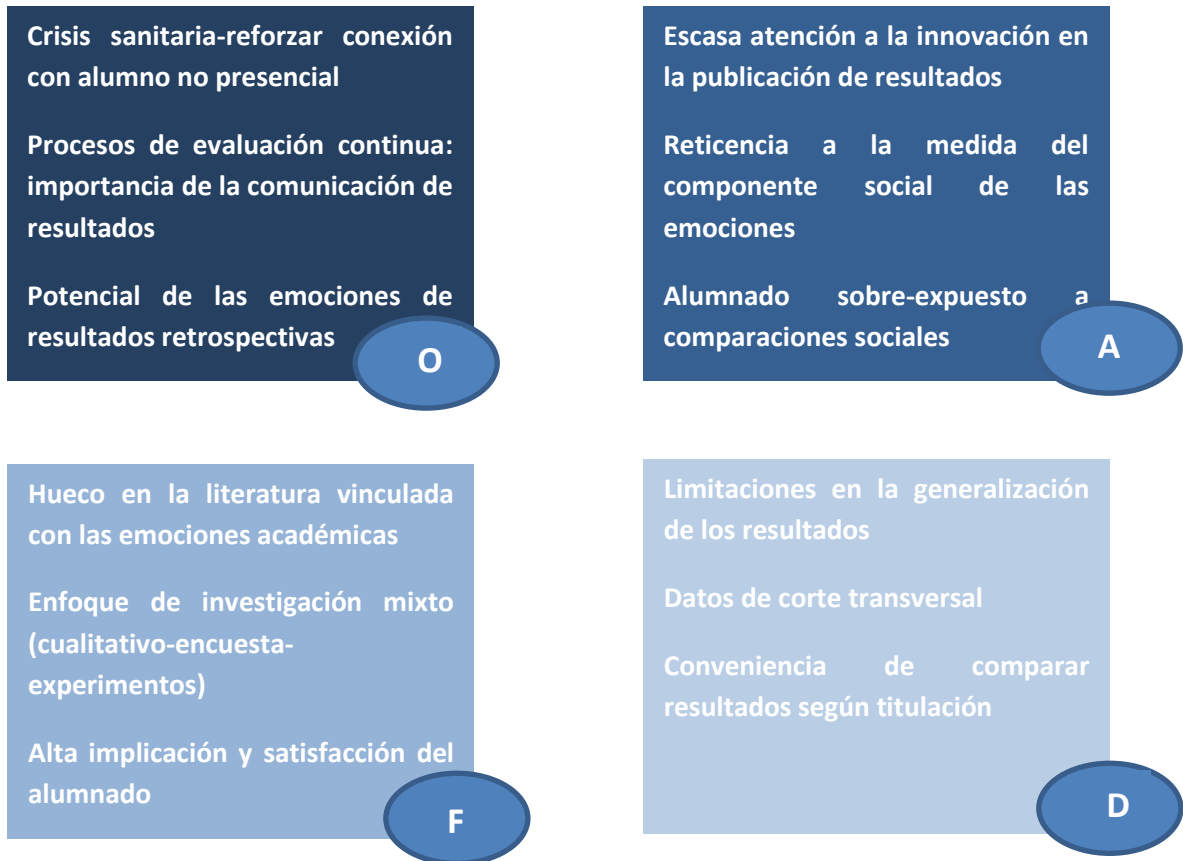 Crisis sanitaria-reforzar conexión
con alumno no presencial
Procesos de evaluación continua:
importancia de la comunicación de
resultados
Potencial de las emociones de
resultados retrospectivas
O
Escasa atención a la innovación en
la publicación de resultados
Reticencia a la medida del
componente social de las
emociones
Alumnado sobre-expuesto a
comparaciones sociales
A
Hueco en la literatura vinculada
con las emociones académicas
Enfoque de investigación mixto
(cualitativo-encuesta-
experimentos)
Alta implicación y satisfacción del
alumnado
F
Limitaciones en la generalización
de los resultados
Datos de corte transversal
Conveniencia de comparar
resultados según titulación
D